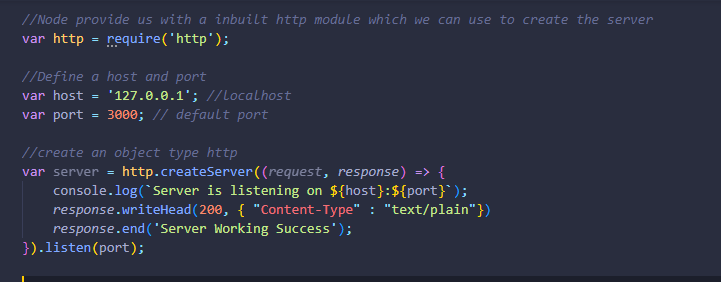 //Node provide us with a inbuilt http module which we can use to create the server
var http = require('http');
//Define a host and port
var host = '127.0.0.1'; //localhost
var port = 3000; // default port
//create an object type http
var server = http.createServer((request, response) => {
console.log(`Server is listening on ${host}:${port}`);
response.writeHead(200, { "Content-Type" : "text/plain"})
response.end('Server Working Success');
}).listen(port);